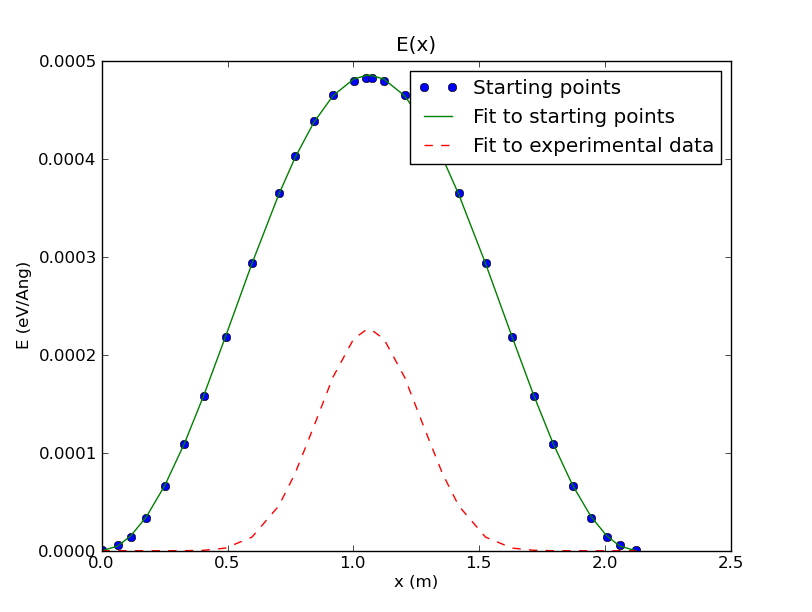 E(x)
Starting points
Fit to starting points
Fit to experimental data
E (eV/Ang)
0.0005
0.0004
0.0003
0.0002
0.0001
0.0000
0.0 0.5 1.0 1.5 2.0 2.5
x (m)